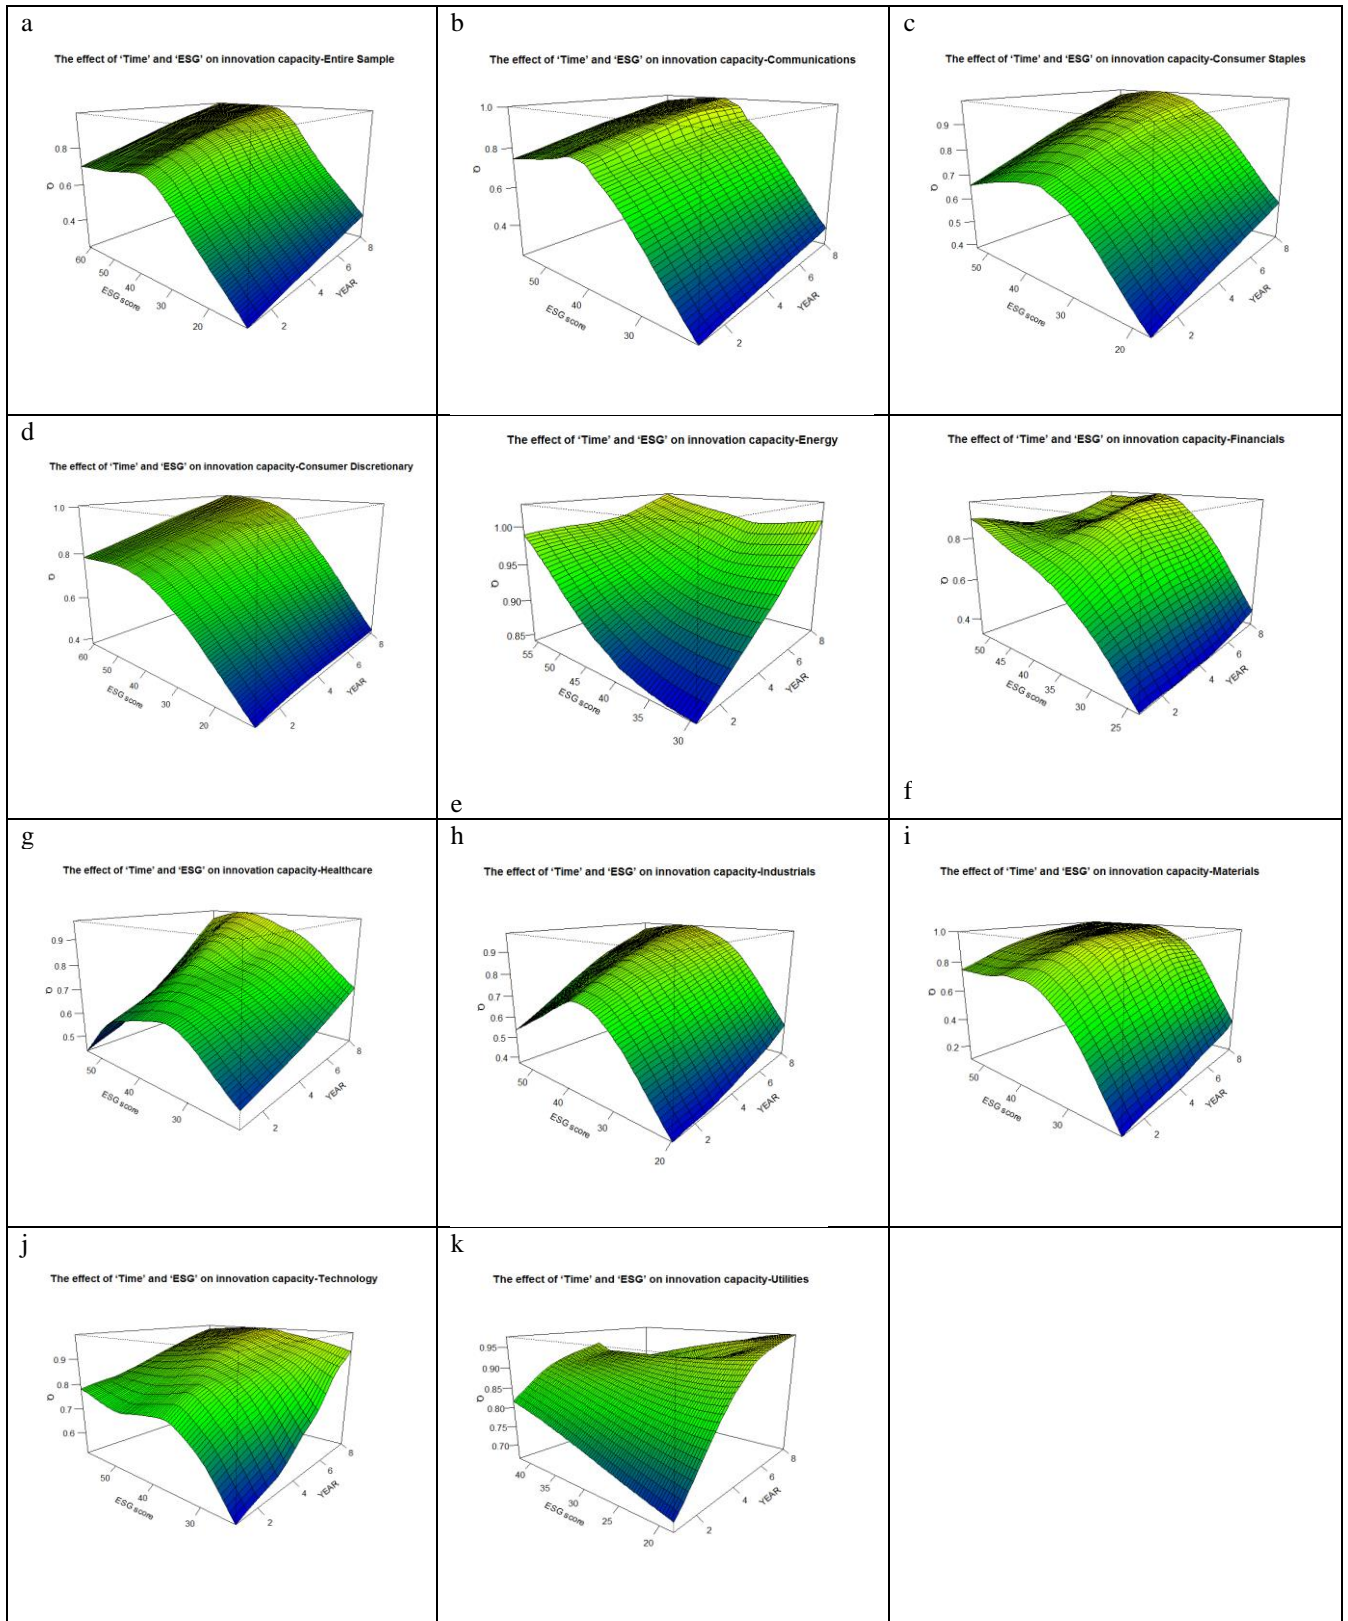 a
The effect of ‘Time’ and ‘ESG’ on innovation capacity-Entire Sample
0.8
0.6
0.4
Q
60
50
40
30
20
ESG score
2
4
6
8
YEAR
b
The effect of ‘Time’ and ‘ESG’ on innovation capacity-Communications
1.0
0.8
0.6
0.4
Q
50
40
30
ESG score
2
4
6
8
YEAR
c
The effect of ‘Time’ and ‘ESG’ on innovation capacity-Consumer Staples
0.9
0.8
0.7
0.6
0.5
0.4
Q
50
40
30
20
ESG score
2
4
6
8
YEAR
d
The effect of ‘Time’ and ‘ESG’ on innovation capacity-Consumer Discretionary
1.0
0.8
0.6
0.4
Q
60
50
40
30
20
ESG score
2
4
6
8
YEAR
The effect of ‘Time’ and ‘ESG’ on innovation capacity-Energy
1.00
0.95
0.90
0.85
Q
55
50
45
40
35
30
ESG score
2
4
6
8
YEAR
e
The effect of ‘Time’ and ‘ESG’ on innovation capacity-Financials
0.8
0.6
0.4
Q
50
45
40
35
30
25
ESG score
2
4
6
8
YEAR
f
g
The effect of ‘Time’ and ‘ESG’ on innovation capacity-Healthcare
0.9
0.8
0.7
0.6
0.5
Q
50
40
30
ESG score
2
4
6
8
YEAR
h
The effect of ‘Time’ and ‘ESG’ on innovation capacity-Industrials
0.9
0.8
0.7
0.6
0.5
0.4
Q
50
40
30
20
ESG score
2
4
6
8
YEAR
i
The effect of ‘Time’ and ‘ESG’ on innovation capacity-Materials
1.0
0.8
0.6
0.4
0.2
Q
50
40
30
ESG score
2
4
6
8
YEAR
j
The effect of ‘Time’ and ‘ESG’ on innovation capacity-Technology
0.9
0.8
0.7
0.6
Q
50
40
30
ESG score
2
4
6
8
YEAR
k
The effect of ‘Time’ and ‘ESG’ on innovation capacity-Utilities
0.95
0.90
0.85
0.80
0.75
0.70
Q
40
35
30
25
20
ESG score
2
4
6
8
YEAR